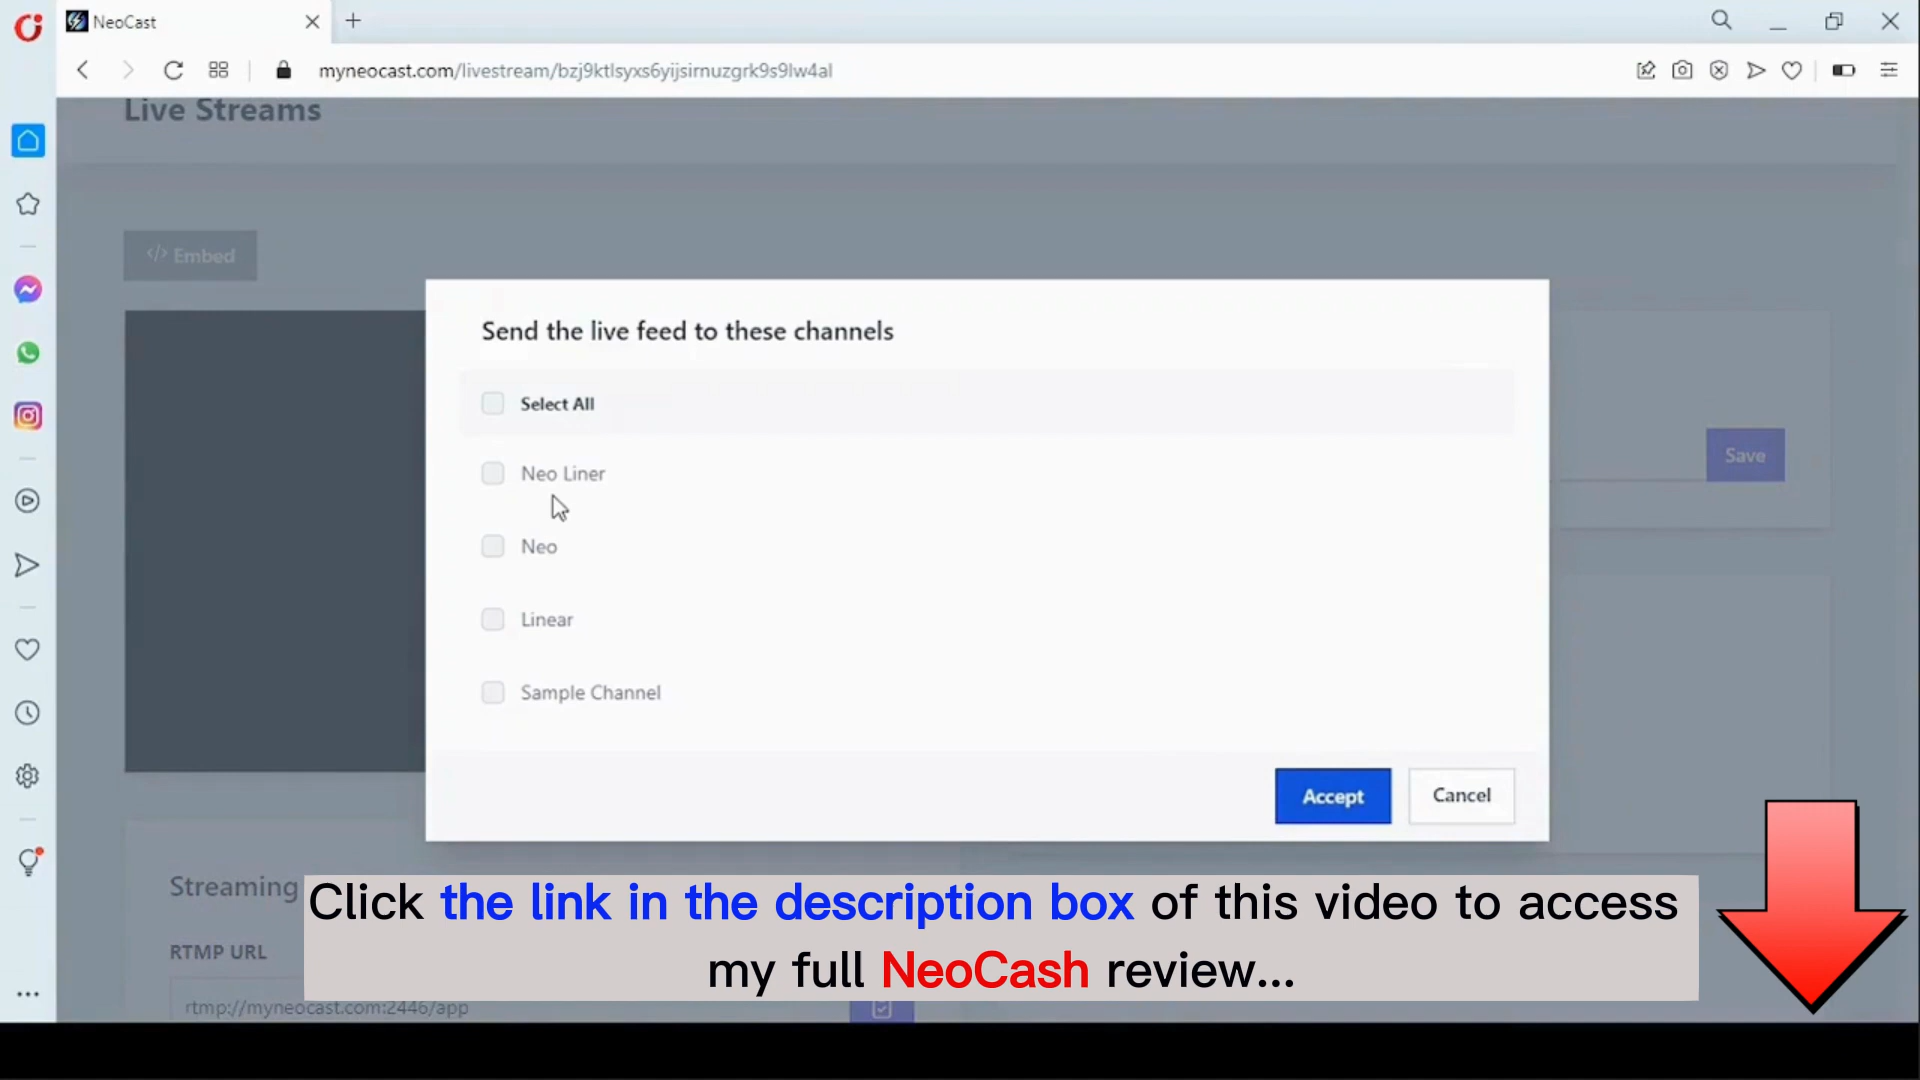 NeoCast
myneocast.com/livestream/bzj9ktlsyxs6yijsirnuzgrk9s9lw4al
Live Streams
</> Embed
Send the live feed to these channels
Select All
Neo Liner
Save
Neo
Linear
Sample Channel
Accept
Cancel
Streaming
Click the link in the description box of this video to access
my full NeoCash review...
RTMP URL
rtmp://myneocast.com:2446/app